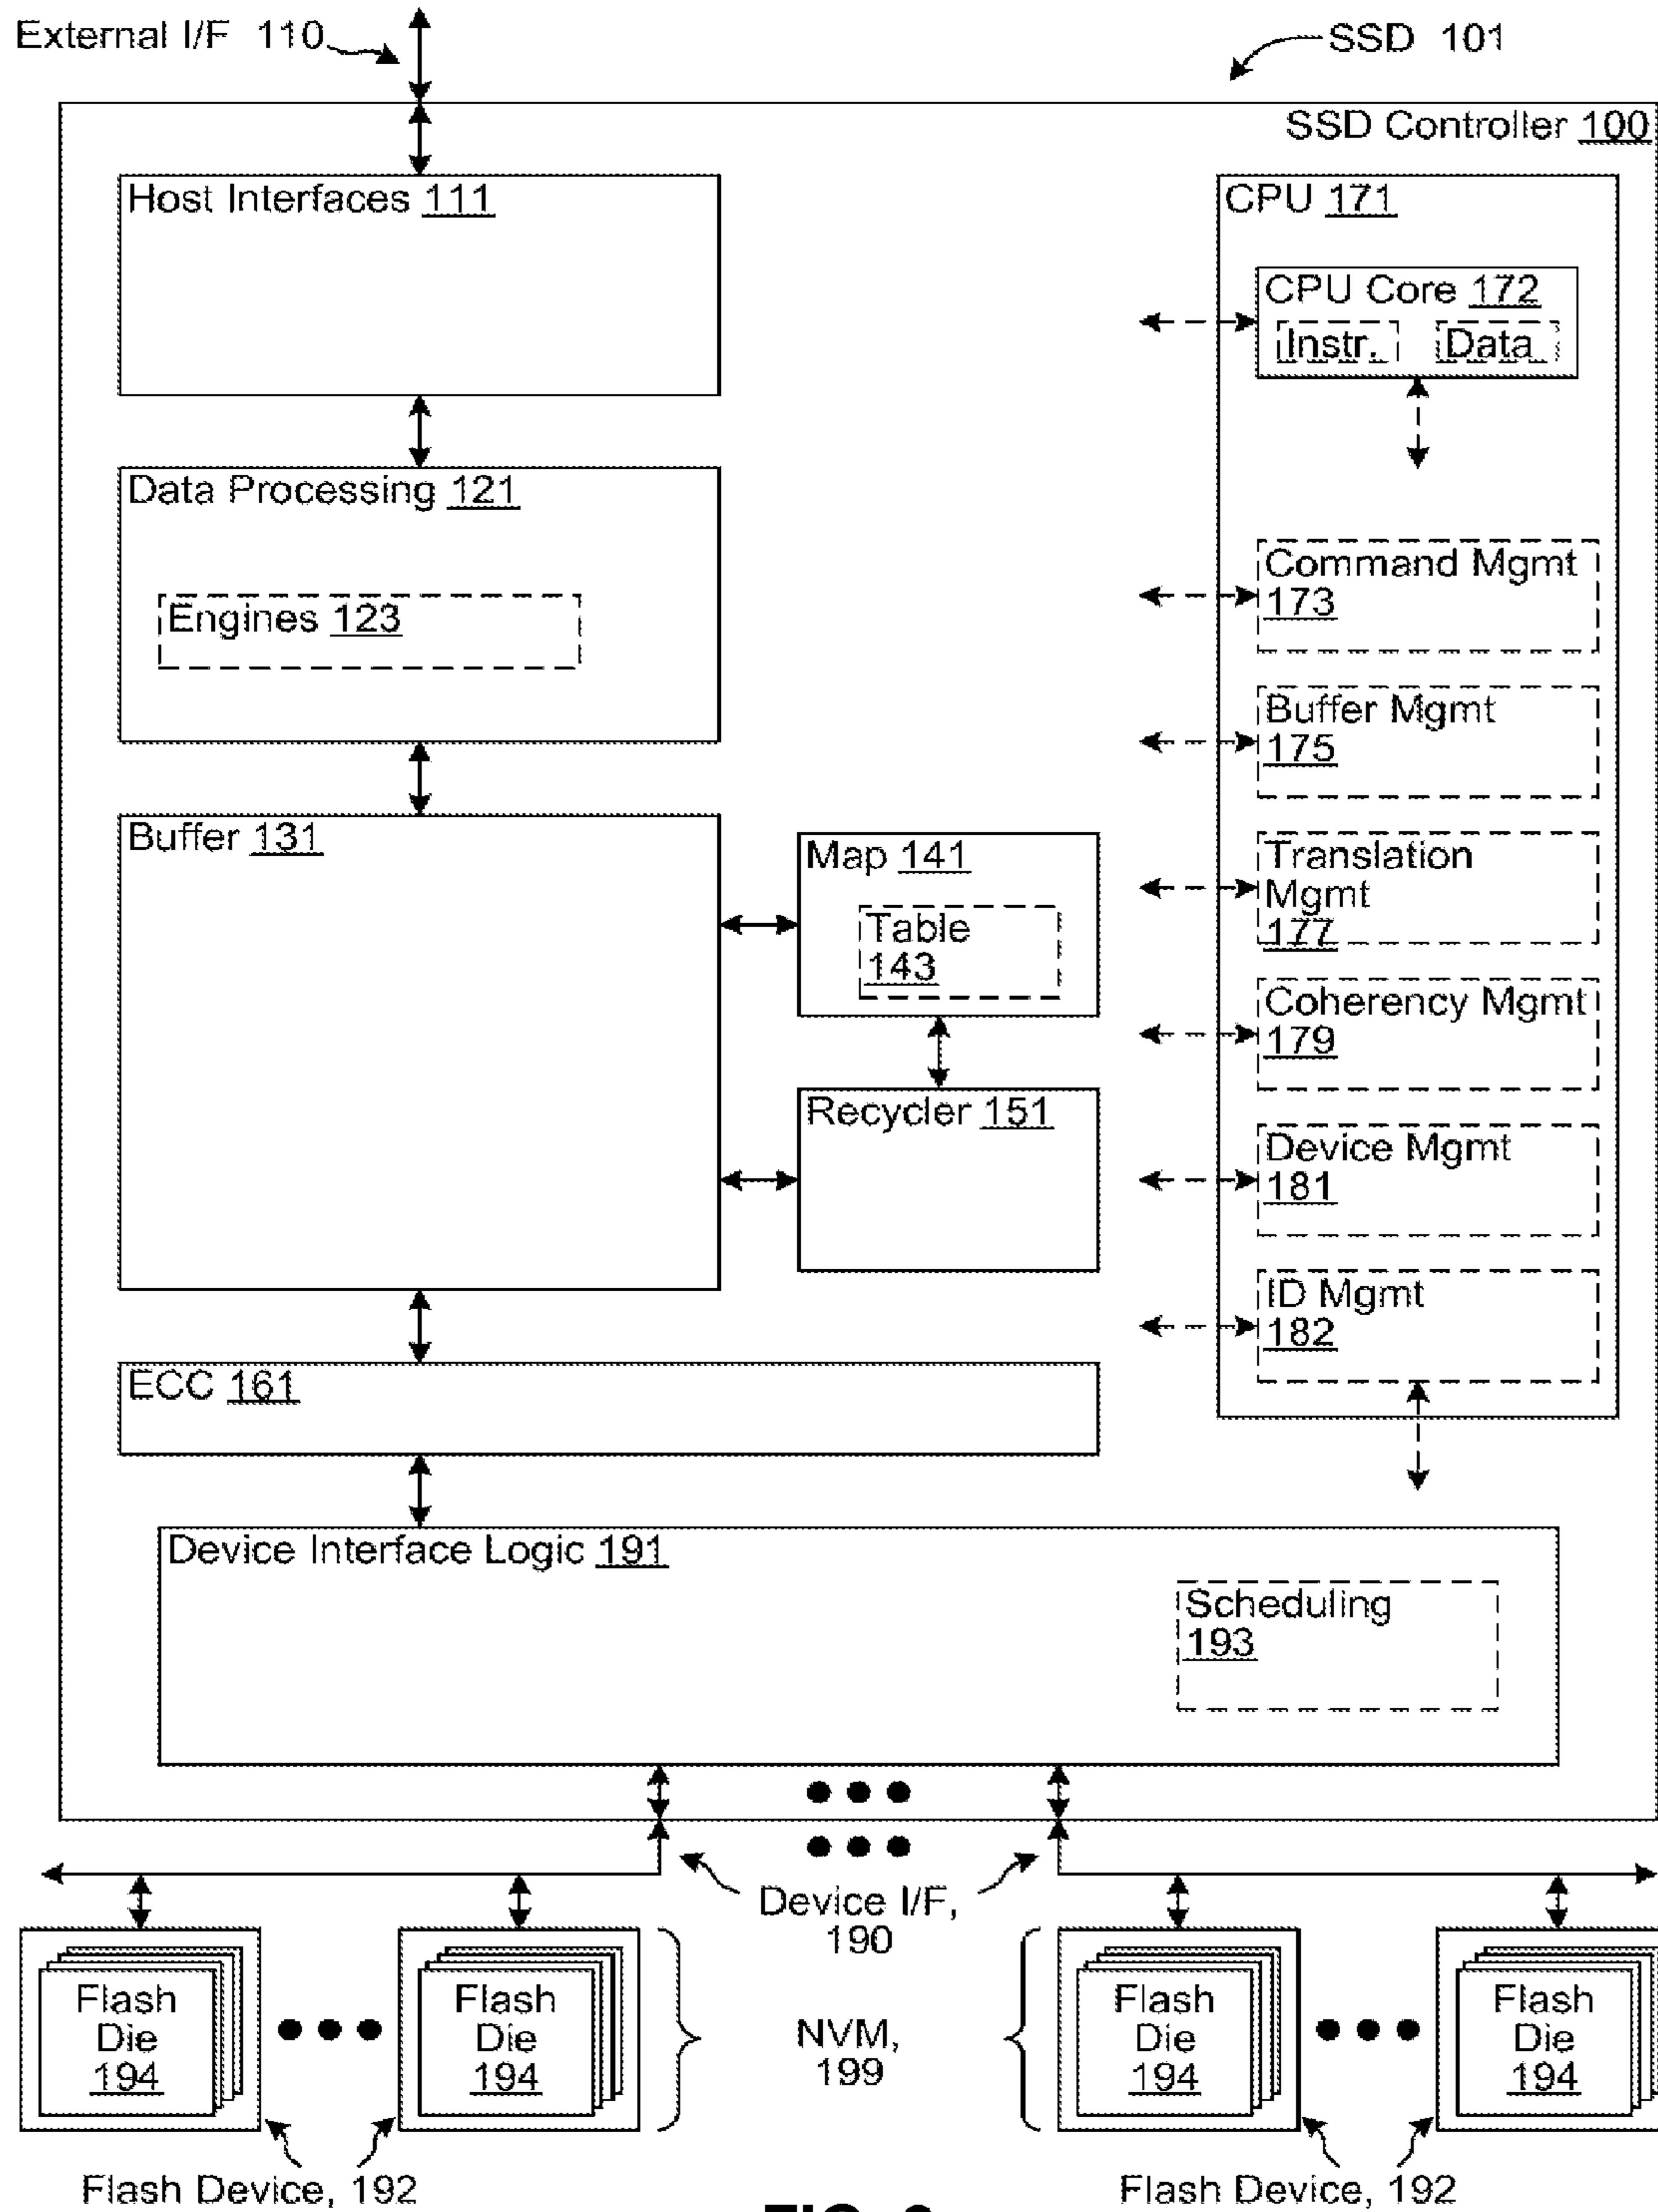 External I/F 110
SSD 101
SSD Controller 100
Host Interfaces 111
CPU 171
CPU Core 172
Instr.
Data
Data Processing 121
Engines 123
Command Mgmt
173
Buffer Mgmt
175
Buffer 131
Map 141
Table
143
Translation
Mgmt
177
Coherency Mgmt
179
Recycler 151
Device Mgmt
181
ID Mgmt
182
ECC 161
Device Interface Logic 191
Scheduling
193
Device I/F,
190
Flash
Die
194
Flash
Die
194
NVM,
199
Flash
Die
194
Flash
Die
194
Flash Device, 192
Flash Device, 192